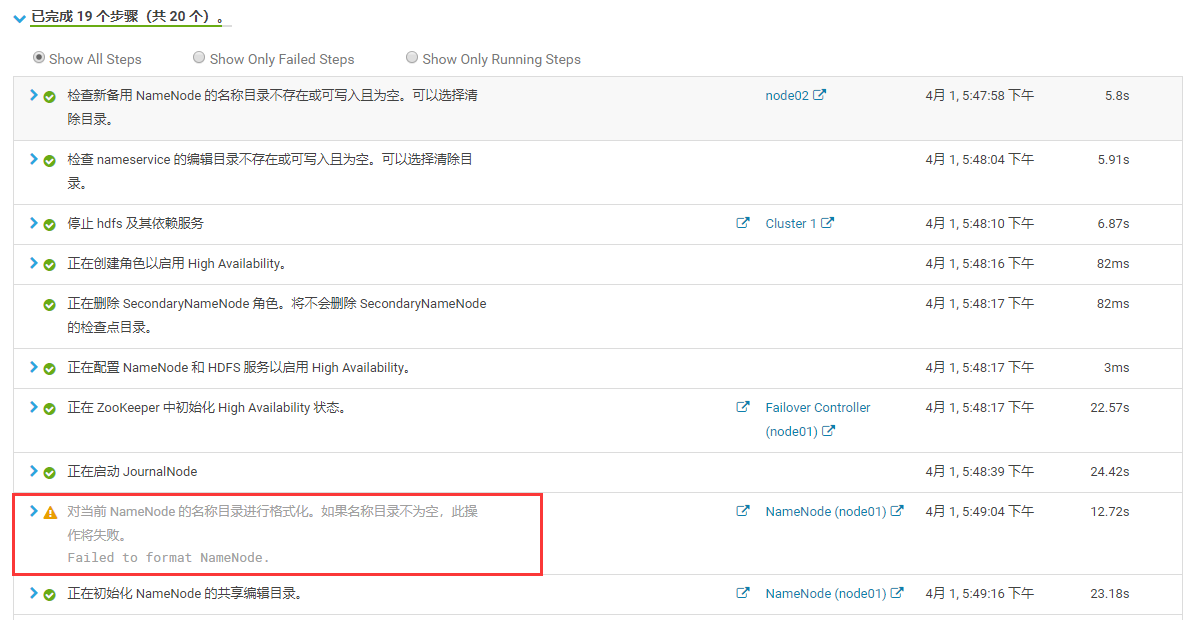 已完成 19 个步骤（共 20 个）。
Show All Steps Show Only Failed Steps Show Only Running Steps
检查新备用 NameNode 的名称目录不存在或可写入且为空。可以选择清 node02 4月 1, 5:47:58 下午 5.8s
除目录。
检查 nameservice 的编辑目录不存在或可写入且为空。可以选择清除目 4月 1, 5:48:04 下午 5.91s
录。
停止 hdfs 及其依赖服务 Cluster 1 4月 1, 5:48:10 下午 6.87s
正在创建角色以启用 High Availability。 4月 1, 5:48:16 下午 82ms
正在删除 SecondaryNameNode 角色。将不会删除 SecondaryNameNode 4月 1, 5:48:17 下午 82ms
的检查点目录。
正在配置 NameNode 和 HDFS 服务以启用 High Availability。 4月 1, 5:48:17 下午 3ms
正在 ZooKeeper 中初始化 High Availability 状态。 Failover Controller 4月 1, 5:48:17 下午 22.57s
(node01)
正在启动 JournalNode 4月 1, 5:48:39 下午 24.42s
对当前 NameNode 的名称目录进行格式化。如果名称目录不为空，此操 NameNode (node01) 4月 1, 5:49:04 下午 12.72s
作将失败。
Failed to format NameNode.
正在初始化 NameNode 的共享编辑目录。 NameNode (node01) 4月 1, 5:49:16 下午 23.18s